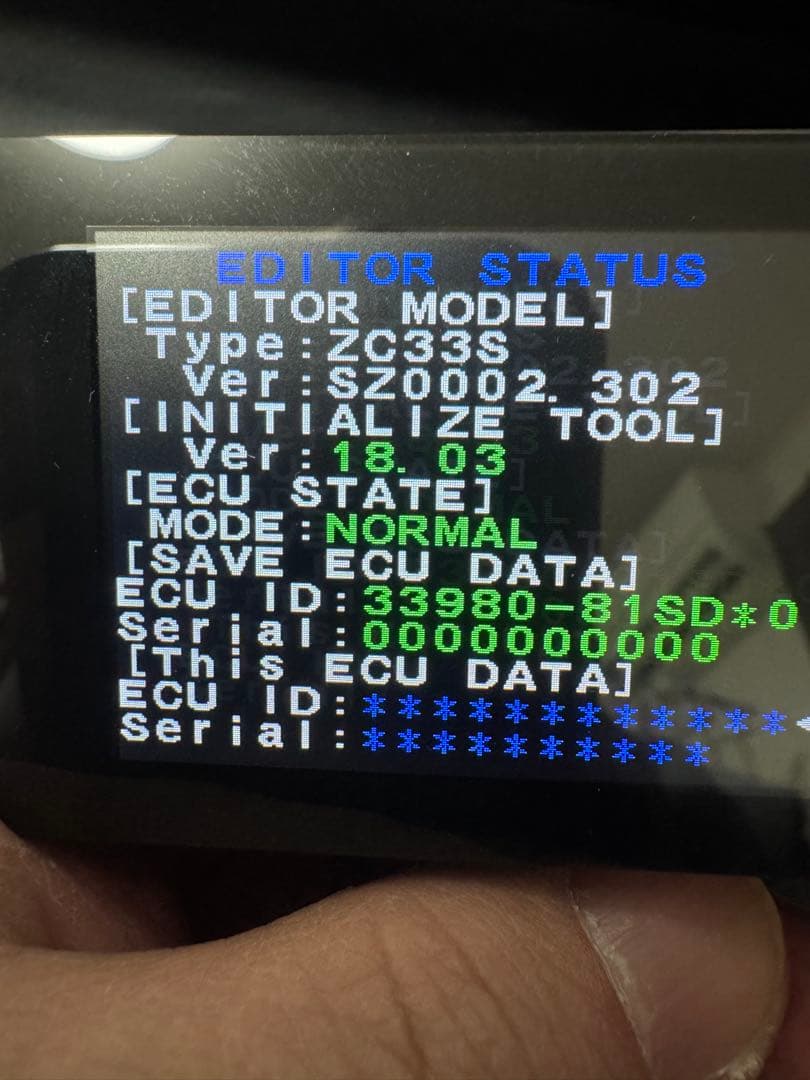 EDITOR STATUS
[EDITOR MODEL]
Type:ZC33S
Ver:SZ0002.302
[INITIALIZE TOOL]
Ver:18.03
[ECU STATE]
MODE:NORMAL
[SAVE ECU DATA]
ECU ID:33980-81SD*0
Serial:0000000000
[This ECU DATA]
ECU ID:************
Serial:**********